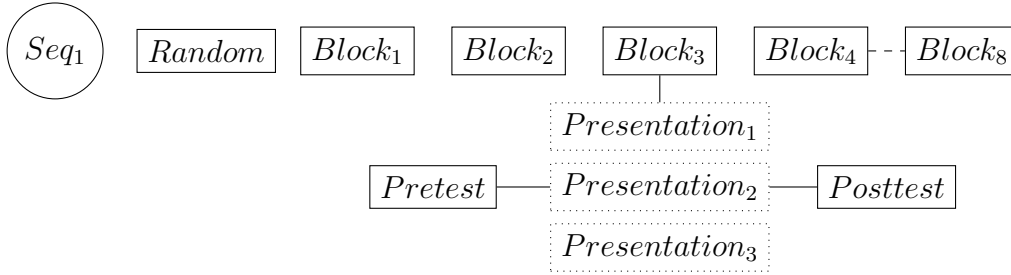 Seq₁ Random Block₁ Block₂ Block₃ Block₄ Block₈
Presentation₁
Pretest Presentation₂ Posttest
Presentation₃